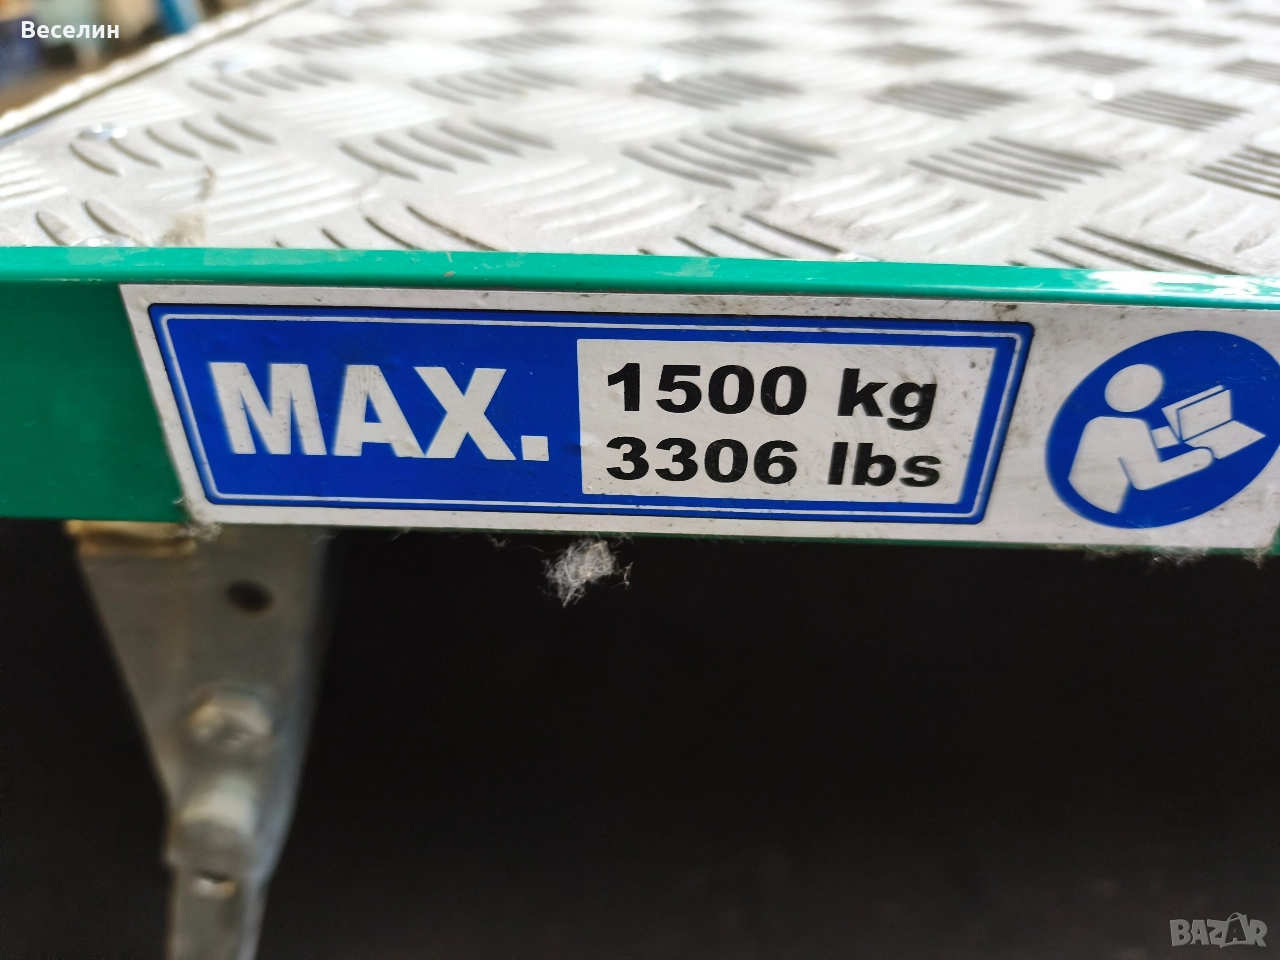 Веселин
MAX.
1500 kg
3306 lbs
BAZAR